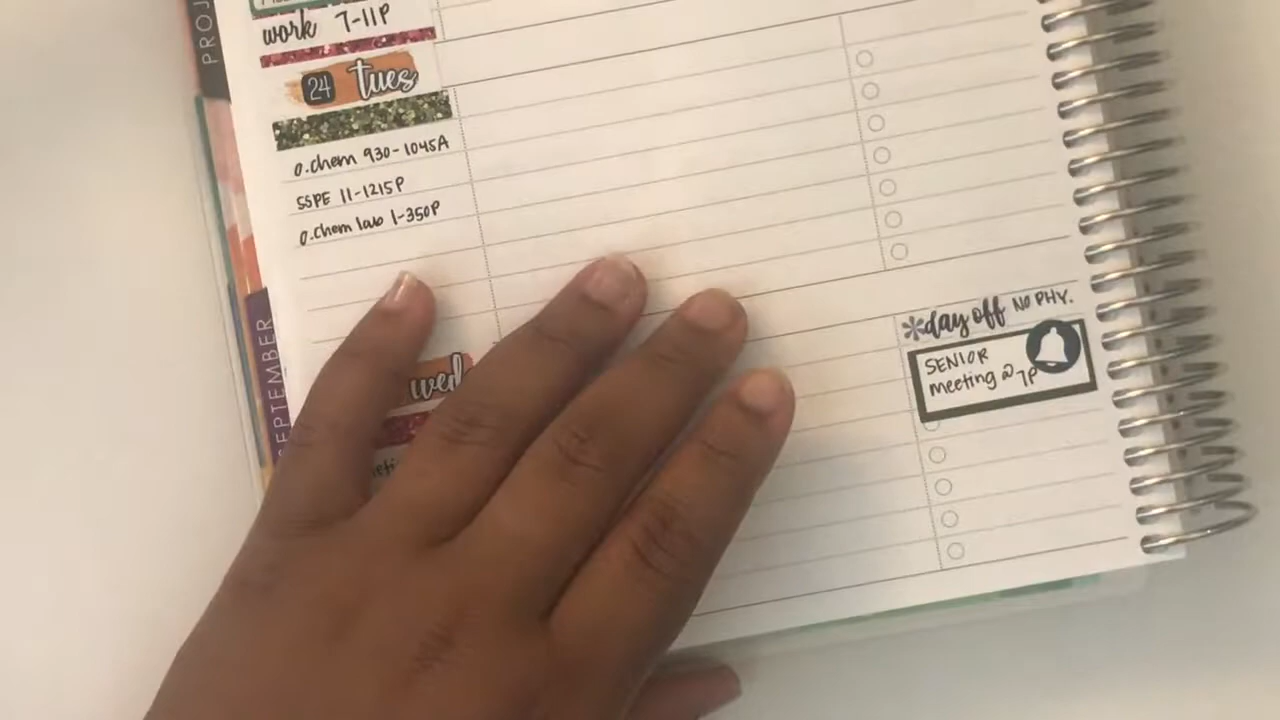 PROJ
work 7-11P
24 tues
o.chem 930-1045A
SSPE 11-1215P
o.chem lab 1-350P
SEPTEMBER
wed
*day off NO PHY.
SENIOR
meeting @ 7P